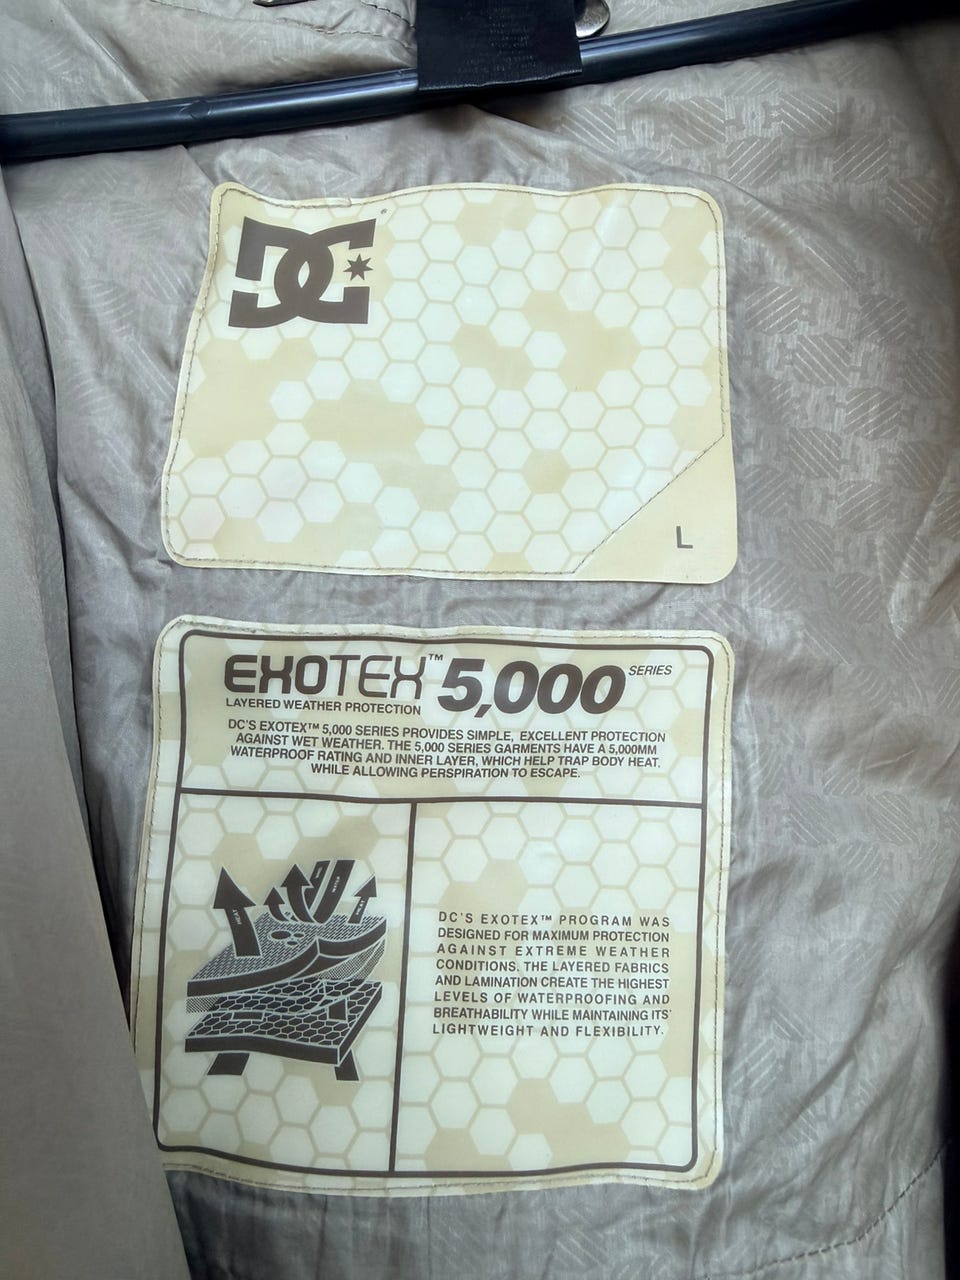 DC
L
EXOTEX™ 5,000 SERIES
LAYERED WEATHER PROTECTION
DC'S EXOTEX™ 5,000 SERIES PROVIDES SIMPLE, EXCELLENT PROTECTION
AGAINST WET WEATHER. THE 5,000 SERIES GARMENTS HAVE A 5,000MM
WATERPROOF RATING AND INNER LAYER, WHICH HELP TRAP BODY HEAT,
WHILE ALLOWING PERSPIRATION TO ESCAPE.
HEAT
WATER
HEAT
DC'S EXOTEX™ PROGRAM WAS
DESIGNED FOR MAXIMUM PROTECTION
AGAINST EXTREME WEATHER
CONDITIONS. THE LAYERED FABRICS
AND LAMINATION CREATE THE HIGHEST
LEVELS OF WATERPROOFING AND
BREATHABILITY WHILE MAINTAINING ITS'
LIGHTWEIGHT AND FLEXIBILITY.